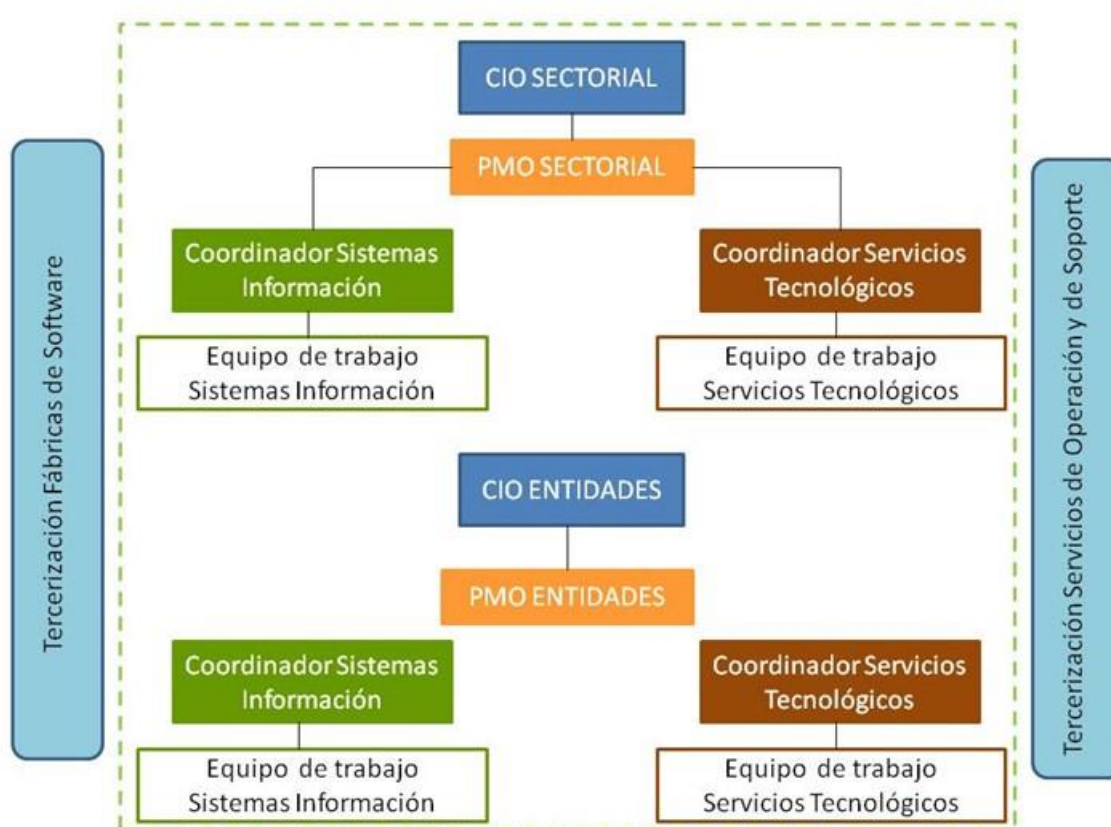 CIO SECTORIAL
PMO SECTORIAL
Coordinador Sistemas
Información
Coordinador Servicios
Tecnológicos
Equipo de trabajo
Sistemas Información
Equipo de trabajo
Servicios Tecnológicos
CIO ENTIDADES
PMO ENTIDADES
Coordinador Sistemas
Información
Coordinador Servicios
Tecnológicos
Equipo de trabajo
Sistemas Información
Equipo de trabajo
Servicios Tecnológicos
Tercerización Fábricas de Software
Tercerización Servicios de Operación y de Soporte